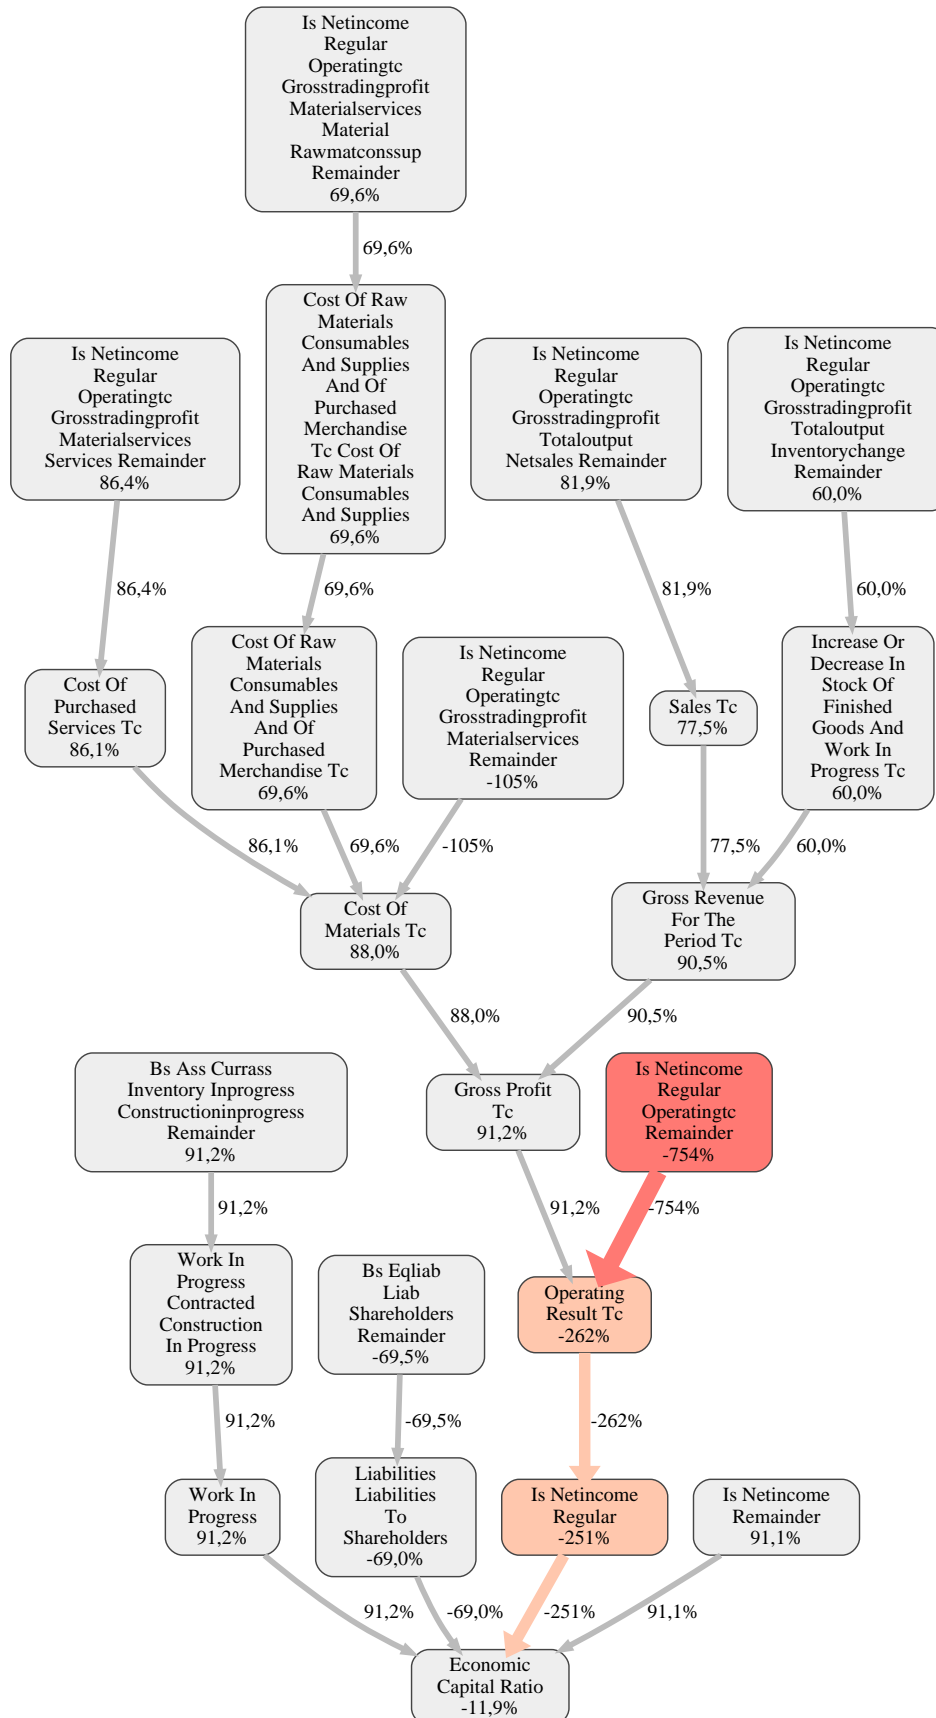 Is Netincome
Regular
Operatingtc
Grosstradingprofit
Materialservices
Material
Rawmatconssup
Remainder
69,6%
69,6%
Is Netincome
Regular
Operatingtc
Grosstradingprofit
Materialservices
Services Remainder
86,4%
Cost Of Raw
Materials
Consumables
And Supplies
And Of
Purchased
Merchandise
Tc Cost Of
Raw Materials
Consumables
And Supplies
69,6%
Is Netincome
Regular
Operatingtc
Grosstradingprofit
Totaloutput
Netsales Remainder
81,9%
Is Netincome
Regular
Operatingtc
Grosstradingprofit
Totaloutput
Inventorychange
Remainder
60,0%
86,4%
69,6%
81,9%
60,0%
Cost Of
Purchased
Services Tc
86,1%
Cost Of Raw
Materials
Consumables
And Supplies
And Of
Purchased
Merchandise Tc
69,6%
Is Netincome
Regular
Operatingtc
Grosstradingprofit
Materialservices
Remainder
-105%
Sales Tc
77,5%
Increase Or
Decrease In
Stock Of
Finished
Goods And
Work In
Progress Tc
60,0%
86,1%
69,6%
-105%
77,5%
60,0%
Cost Of
Materials Tc
88,0%
Gross Revenue
For The
Period Tc
90,5%
88,0%
90,5%
Bs Ass Currass
Inventory Inprogress
Constructioninprogress
Remainder
91,2%
Gross Profit
Tc
91,2%
Is Netincome
Regular
Operatingtc
Remainder
-754%
91,2%
91,2%
-754%
Work In
Progress
Contracted
Construction
In Progress
91,2%
Bs Eqliab
Liab
Shareholders
Remainder
-69,5%
Operating
Result Tc
-262%
91,2%
-69,5%
-262%
Work In
Progress
91,2%
Liabilities
Liabilities
To
Shareholders
-69,0%
Is Netincome
Regular
-251%
Is Netincome
Remainder
91,1%
91,2%
-69,0%
-251%
91,1%
Economic
Capital Ratio
-11,9%